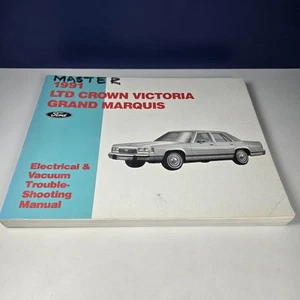 MASTER
1991
LTD CROWN VICTORIA
GRAND MARQUIS
Ford
Electrical &
Vacuum
Trouble-
Shooting
Manual